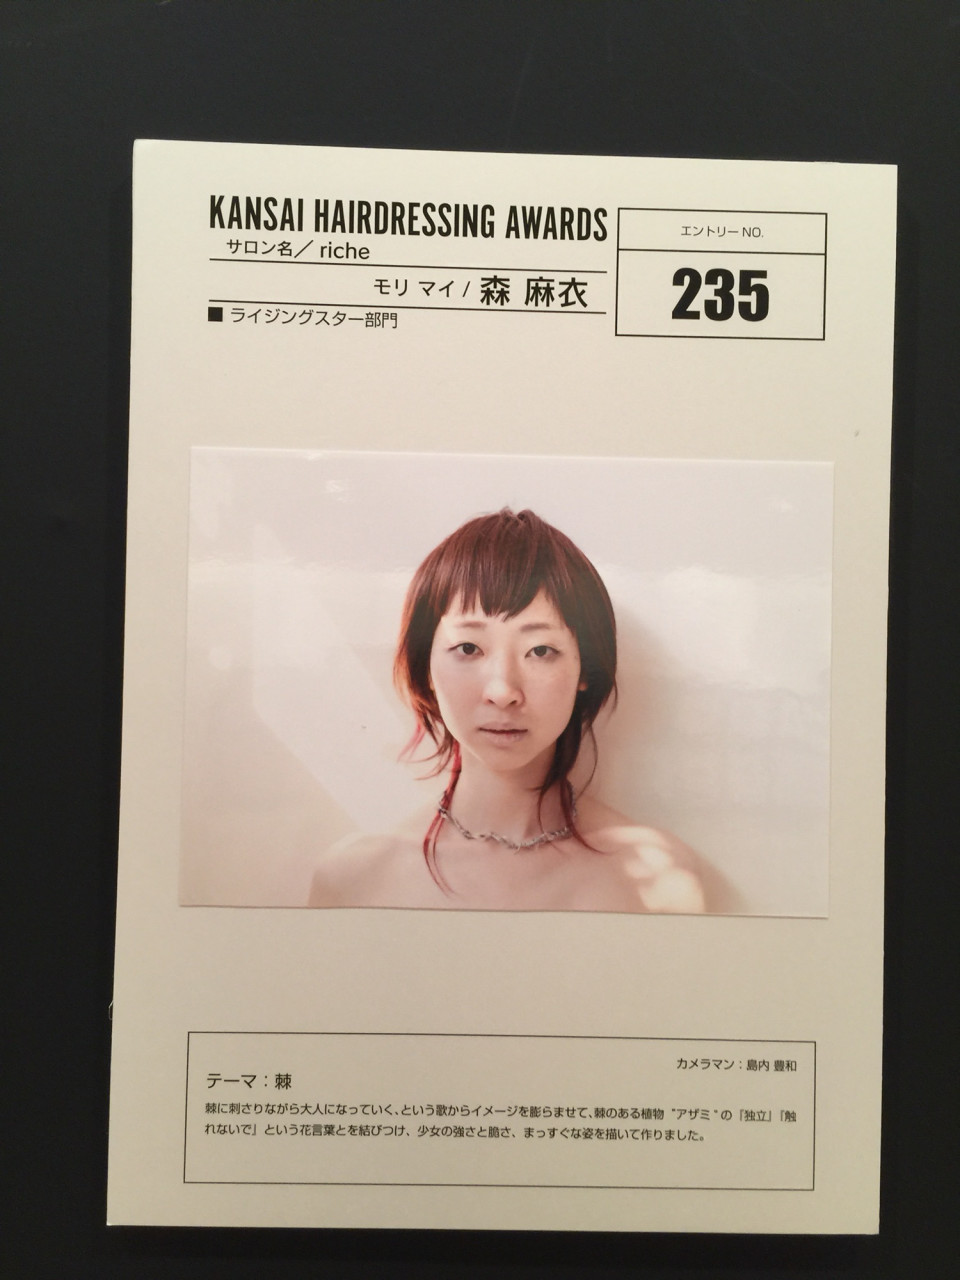 KANSAI HAIRDRESSING AWARDS
サロン名／ riche
モリ マイ / 森 麻衣
■ ライジングスター部門
エントリー NO.
235
カメラマン：島内 豊和
テーマ：棘
棘に刺さりながら大人になっていく、という歌からイメージを膨らませて、棘のある植物 "アザミ" の「独立」「触
れないで」という花言葉とを結びつけ、少女の強さと脆さ、まっすぐな姿を描いて作りました。